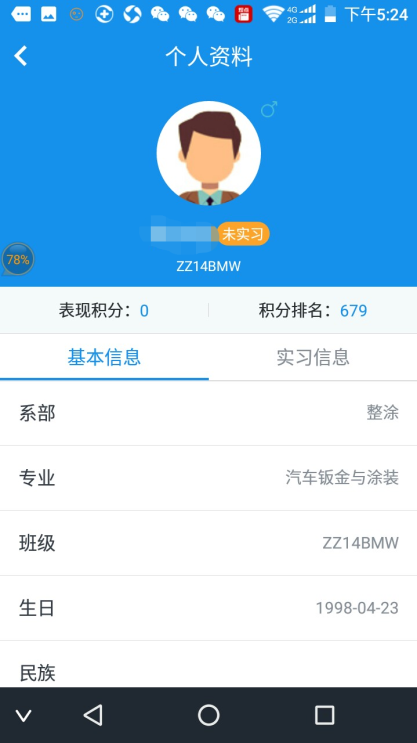 4G 2G 下午5:24
个人资料
未实习
78%
ZZ14BMW
表现积分：0 积分排名：679
基本信息 实习信息
系部 整涂
专业 汽车钣金与涂装
班级 ZZ14BMW
生日 1998-04-23
民族